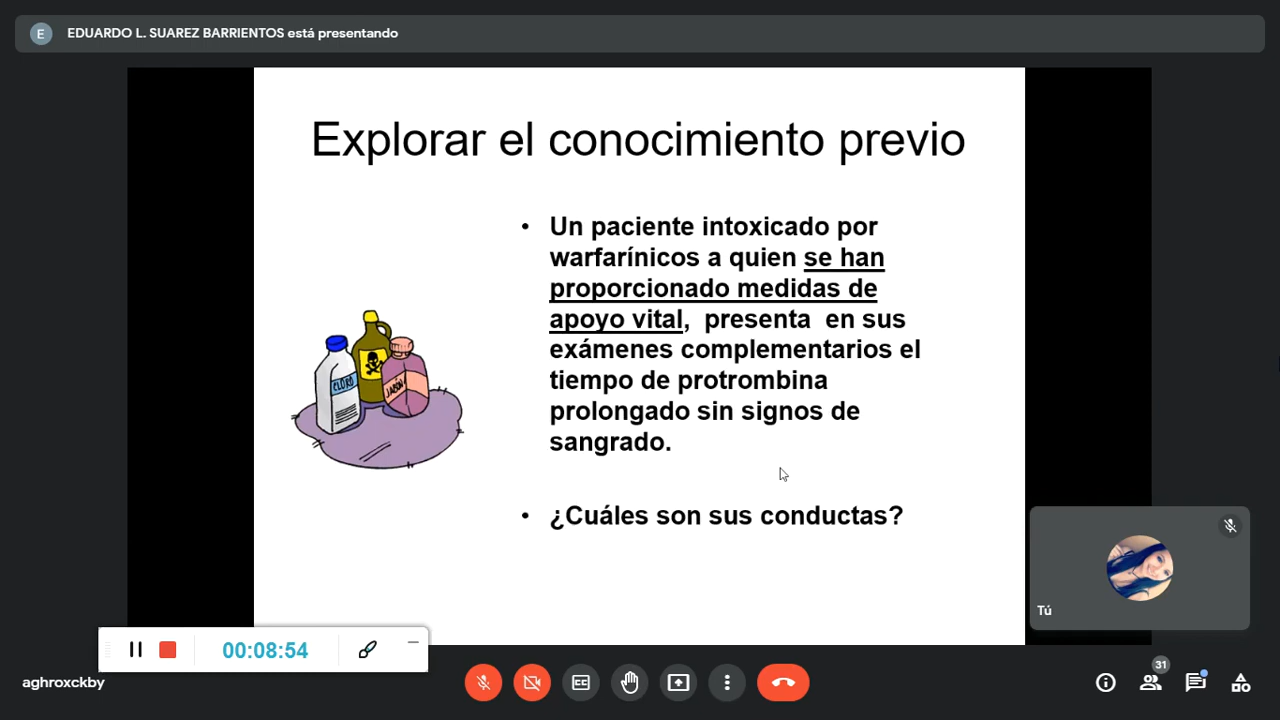 E
EDUARDO L. SUAREZ BARRIENTOS está presentando
Explorar el conocimiento previo
• Un paciente intoxicado por
warfarínicos a quien se han
proporcionado medidas de
apoyo vital, presenta en sus
exámenes complementarios el
tiempo de protrombina
prolongado sin signos de
sangrado.
• ¿Cuáles son sus conductas?
CLORO
JABÓN
Tú
00:08:54
aghroxckby
31